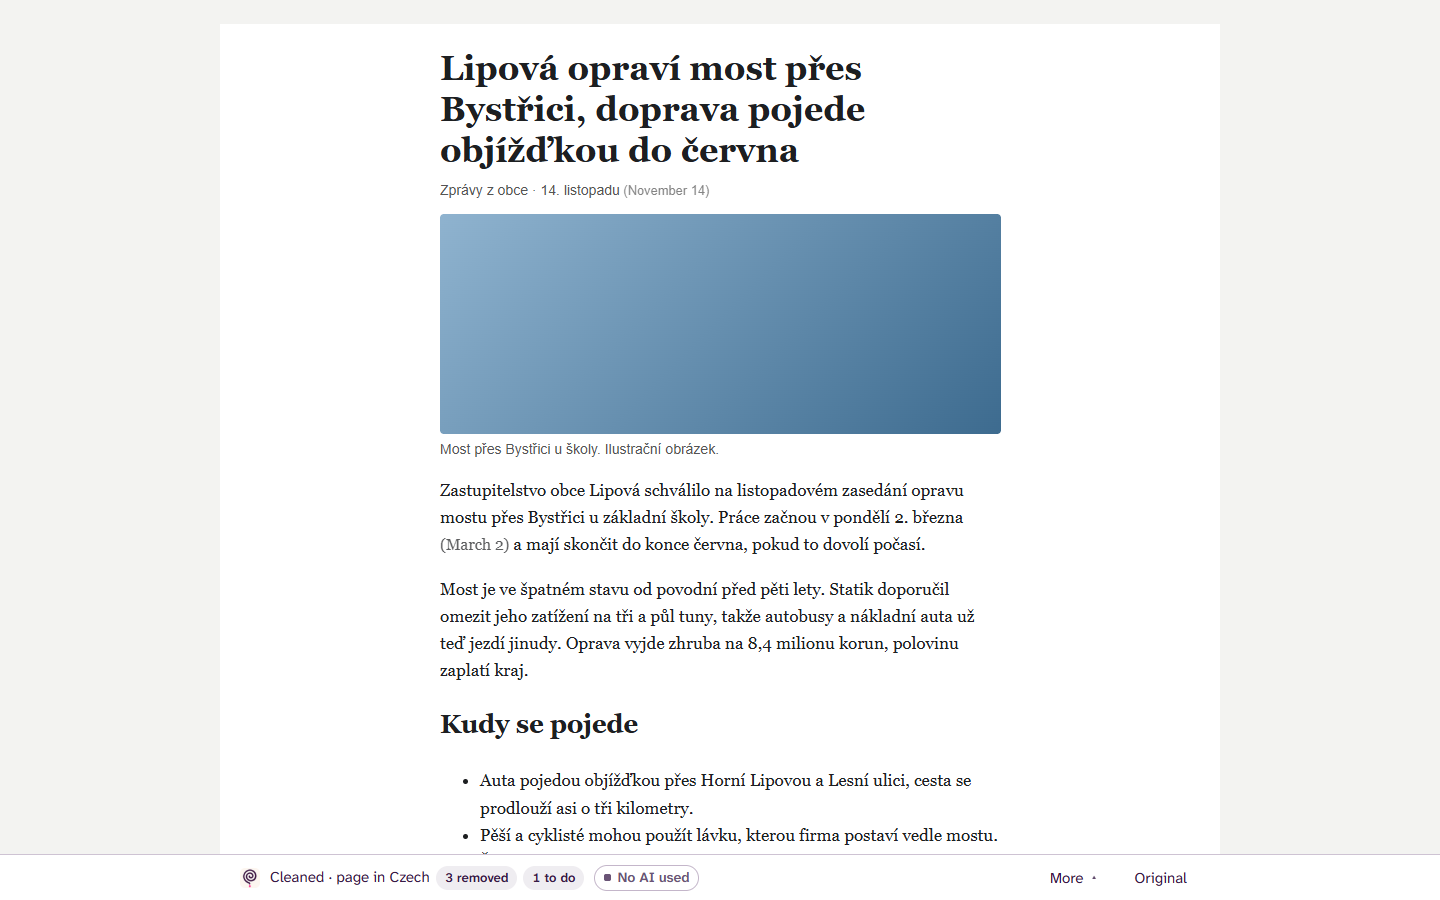 Lipová opraví most přes
Bystřici, doprava pojede
objížďkou do června
Zprávy z obce · 14. listopadu (November 14)
Most přes Bystřici u školy. Ilustrační obrázek.
Zastupitelstvo obce Lipová schválilo na listopadovém zasedání opravu
mostu přes Bystřici u základní školy. Práce začnou v pondělí 2. března
(March 2) a mají skončit do konce června, pokud to dovolí počasí.
Most je ve špatném stavu od povodní před pěti lety. Statik doporučil
omezit jeho zatížení na tři a půl tuny, takže autobusy a nákladní auta už
teď jezdí jinudy. Oprava vyjde zhruba na 8,4 milionu korun, polovinu
zaplatí kraj.
Kudy se pojede
• Auta pojedou objížďkou přes Horní Lipovou a Lesní ulici, cesta se
prodlouží asi o tři kilometry.
• Pěší a cyklisté mohou použít lávku, kterou firma postaví vedle mostu.
Cleaned · page in Czech 3 removed 1 to do No AI used More Original